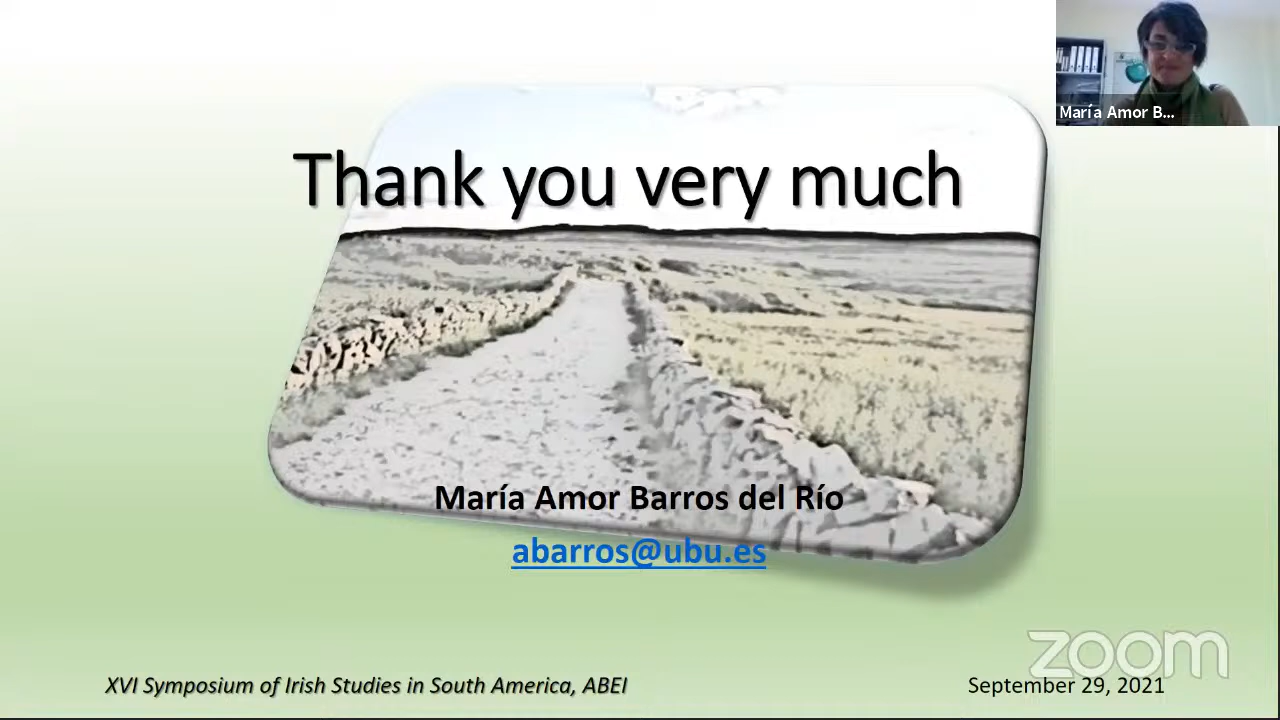 María Amor B...
Thank you very much
María Amor Barros del Río
abarros@ubu.es
zoom
XVI Symposium of Irish Studies in South America, ABEI
September 29, 2021